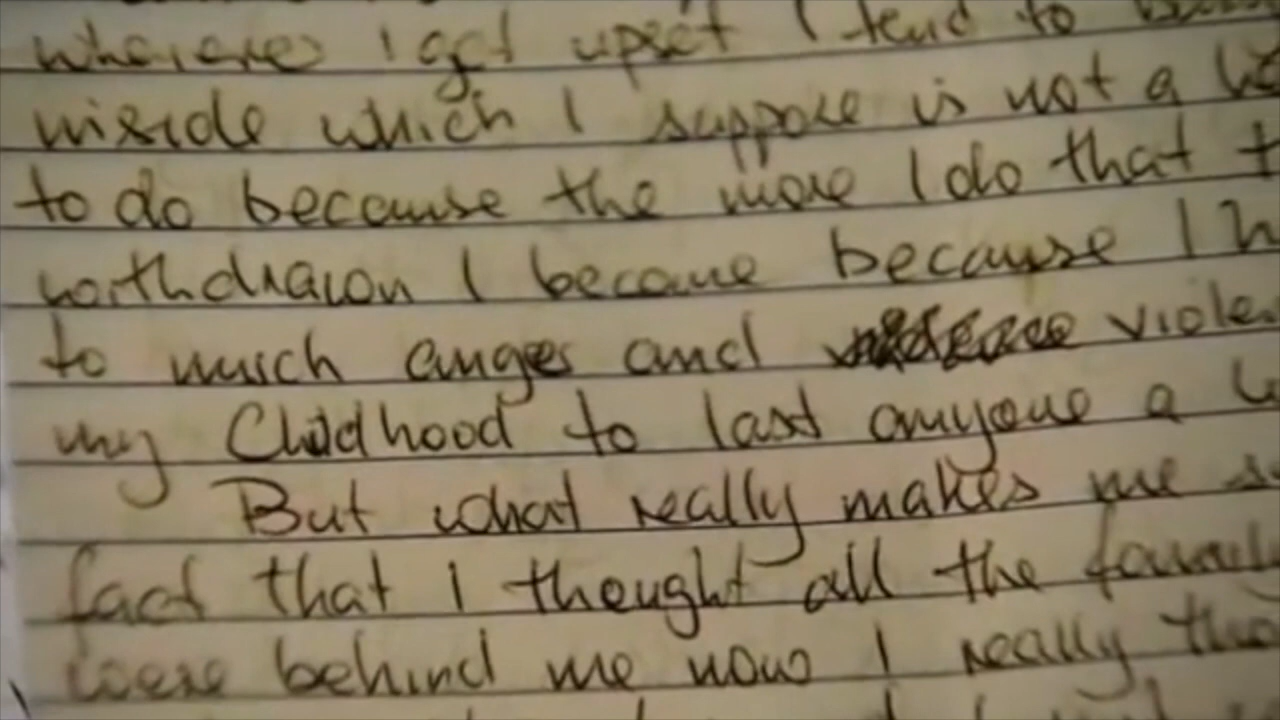 whenever I get upset I tend to
inside which I suppose is not a
to do because the more I do that
withdrawn I become because I
to much anger and
my Childhood to last anyone a
But what really makes me
fact that I thought all the
were behind me now I really